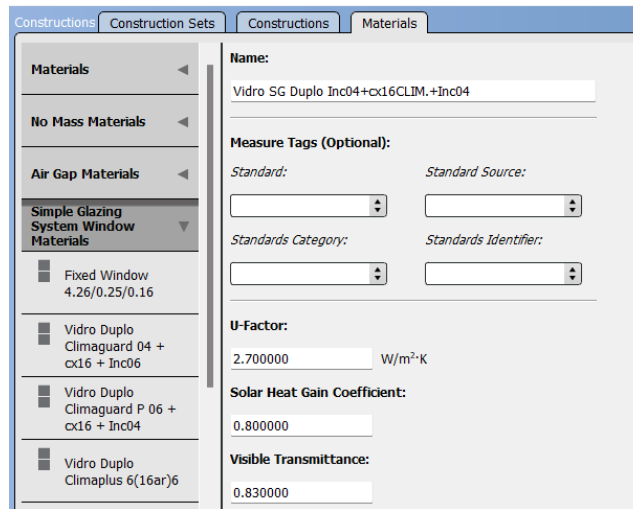 Constructions Construction Sets Constructions Materials
Materials
No Mass Materials
Air Gap Materials
Simple Glazing
System Window
Materials
Fixed Window
4.26/0.25/0.16
Vidro Duplo
Climaguard 04 +
cx16 + Inc06
Vidro Duplo
Climaguard P 06 +
cx16 + Inc04
Vidro Duplo
Climaplus 6(16ar)6
Name:
Vidro SG Duplo Inc04+cx16CLIM.+Inc04
Measure Tags (Optional):
Standard: Standard Source:
Standards Category: Standards Identifier:
U-Factor:
2.700000 W/m²·K
Solar Heat Gain Coefficient:
0.800000
Visible Transmittance:
0.830000